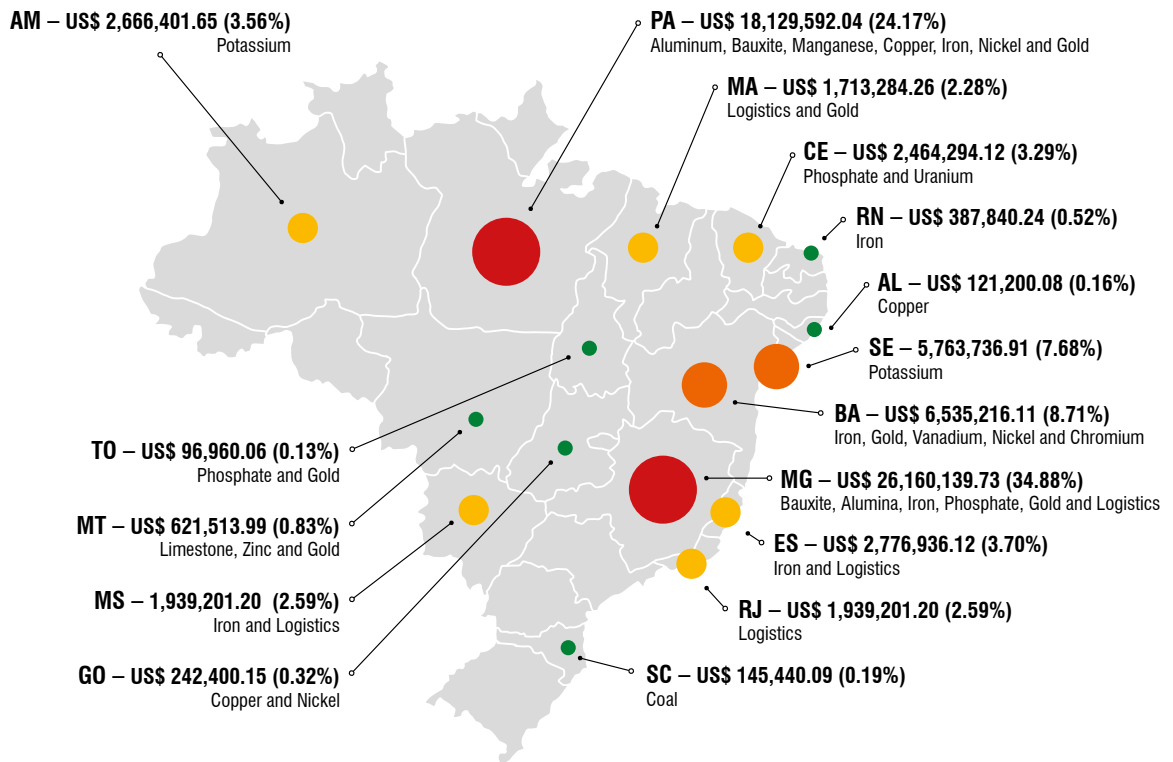 AM – US$ 2,666,401.65 (3.56%)
Potassium
PA – US$ 18,129,592.04 (24.17%)
Aluminum, Bauxite, Manganese, Copper, Iron, Nickel and Gold
MA – US$ 1,713,284.26 (2.28%)
Logistics and Gold
CE – US$ 2,464,294.12 (3.29%)
Phosphate and Uranium
RN – US$ 387,840.24 (0.52%)
Iron
AL – US$ 121,200.08 (0.16%)
Copper
SE – 5,763,736.91 (7.68%)
Potassium
BA – US$ 6,535,216.11 (8.71%)
Iron, Gold, Vanadium, Nickel and Chromium
TO – US$ 96,960.06 (0.13%)
Phosphate and Gold
MG – US$ 26,160,139.73 (34.88%)
Bauxite, Alumina, Iron, Phosphate, Gold and Logistics
MT – US$ 621,513.99 (0.83%)
Limestone, Zinc and Gold
ES – US$ 2,776,936.12 (3.70%)
Iron and Logistics
MS – 1,939,201.20 (2.59%)
Iron and Logistics
RJ – US$ 1,939,201.20 (2.59%)
Logistics
GO – US$ 242,400.15 (0.32%)
Copper and Nickel
SC – US$ 145,440.09 (0.19%)
Coal